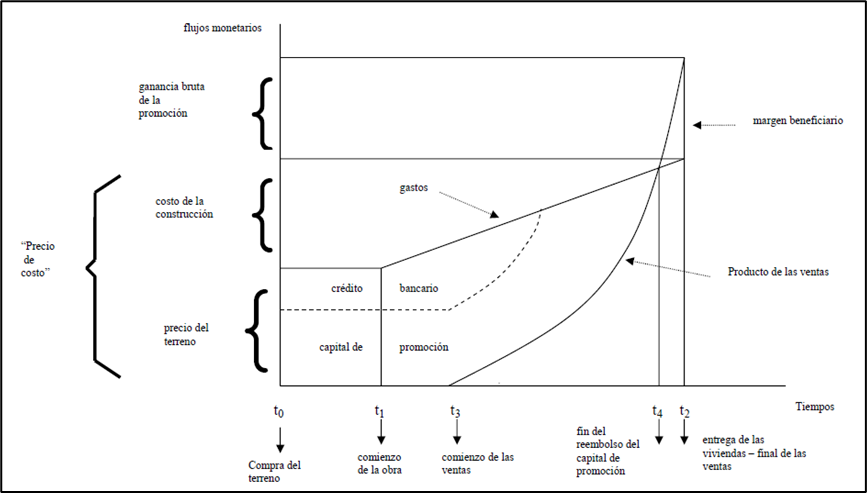 flujos monetarios
ganancia bruta
de la
promoción
margen beneficiario
costo de la
construcción
gastos
“Precio
de
costo”
crédito bancario
Producto de las ventas
precio del
terreno
capital de promoción
t0 t1 t3 t4 t2
Tiempos
Compra del
terreno
comienzo
de la obra
comienzo de las
ventas
fin del
reembolso del
capital de
promoción
entrega de las
viviendas – final de las
ventas